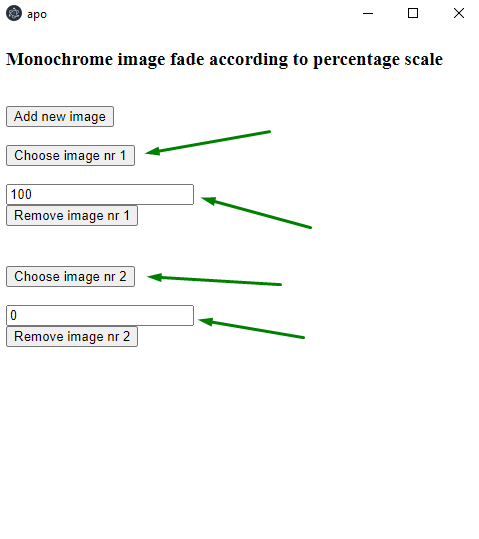 apo
Monochrome image fade according to percentage scale
Add new image
Choose image nr 1
100
Remove image nr 1
Choose image nr 2
0
Remove image nr 2